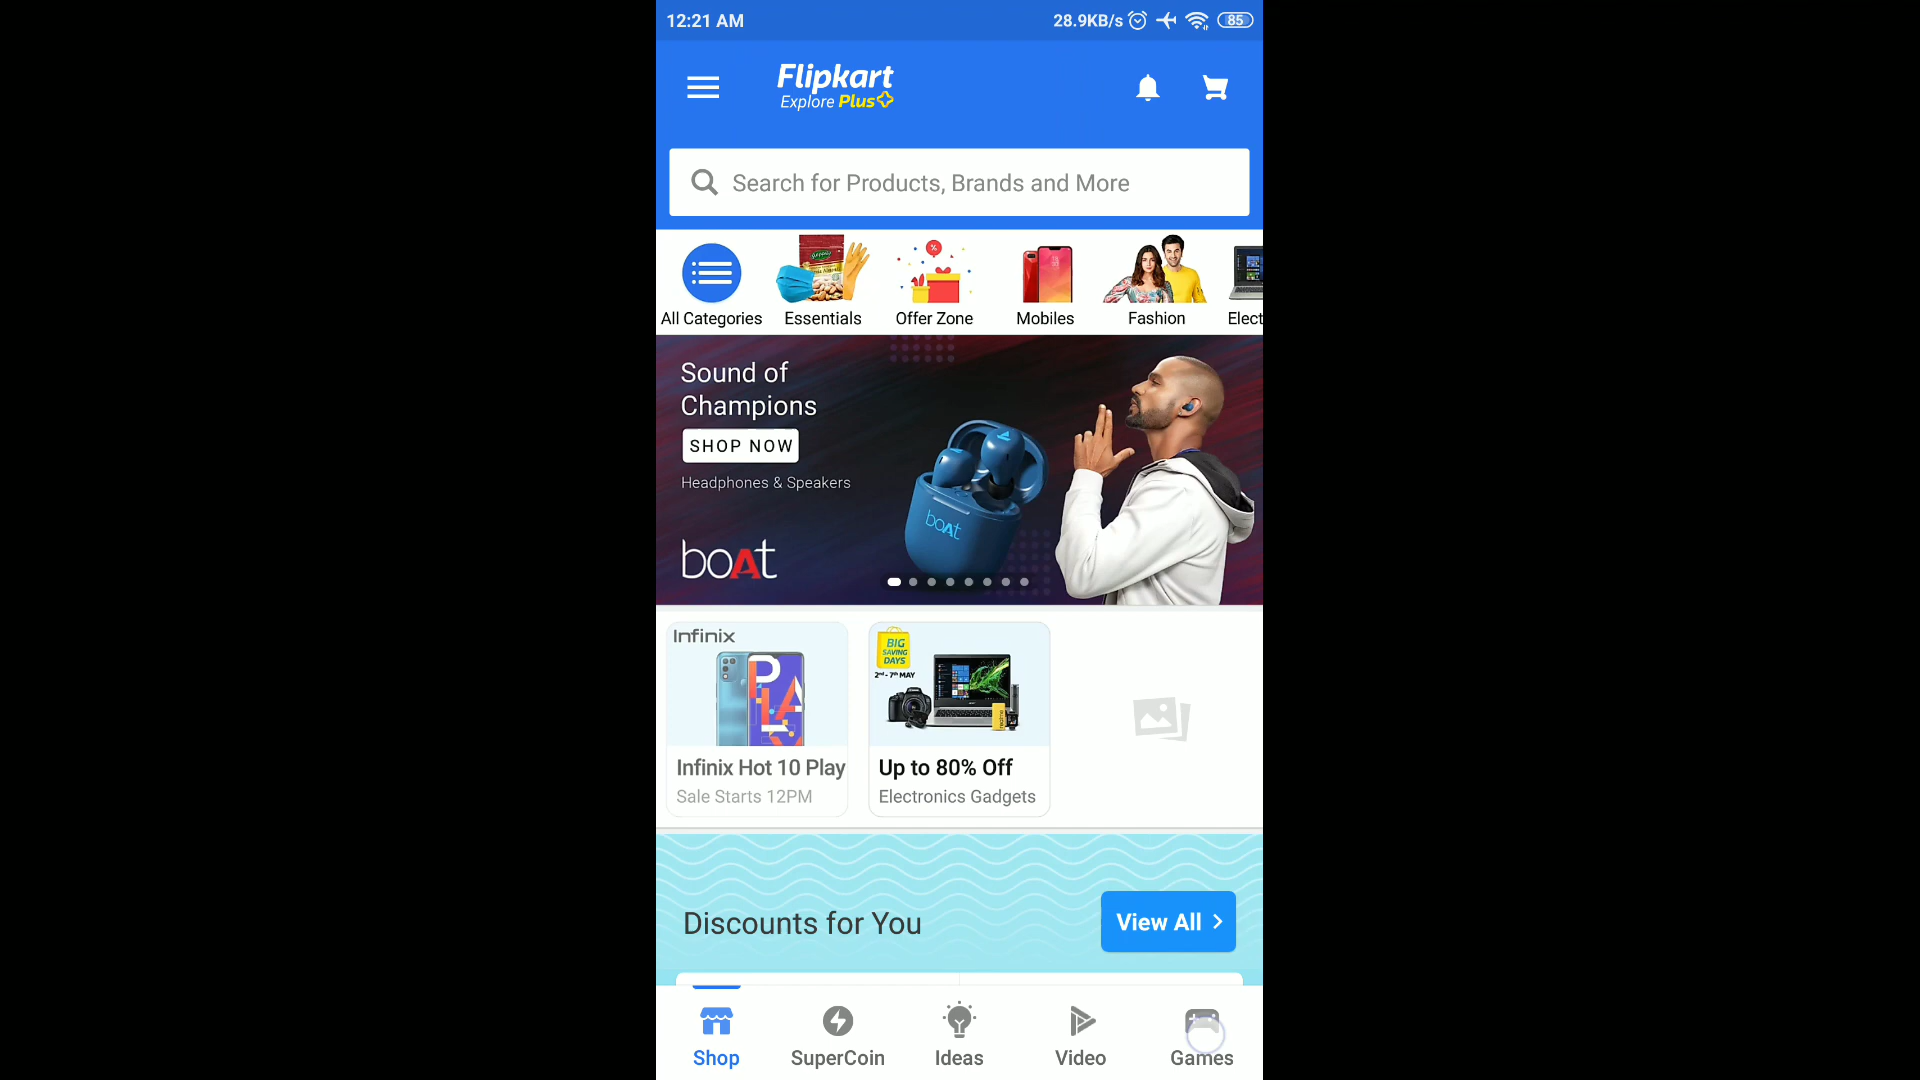 12:21 AM
28.9KB/s
85
Flipkart
Explore Plus
Search for Products, Brands and More
All Categories
Essentials
Offer Zone
Mobiles
Fashion
Elect
Sound of
Champions
SHOP NOW
Headphones & Speakers
boAt
boAt
Infinix
Infinix Hot 10 Play
Sale Starts 12PM
BIG
SAVING
DAYS
2nd - 7th MAY
Up to 80% Off
Electronics Gadgets
Discounts for You
View All
Shop
SuperCoin
Ideas
Video
Games